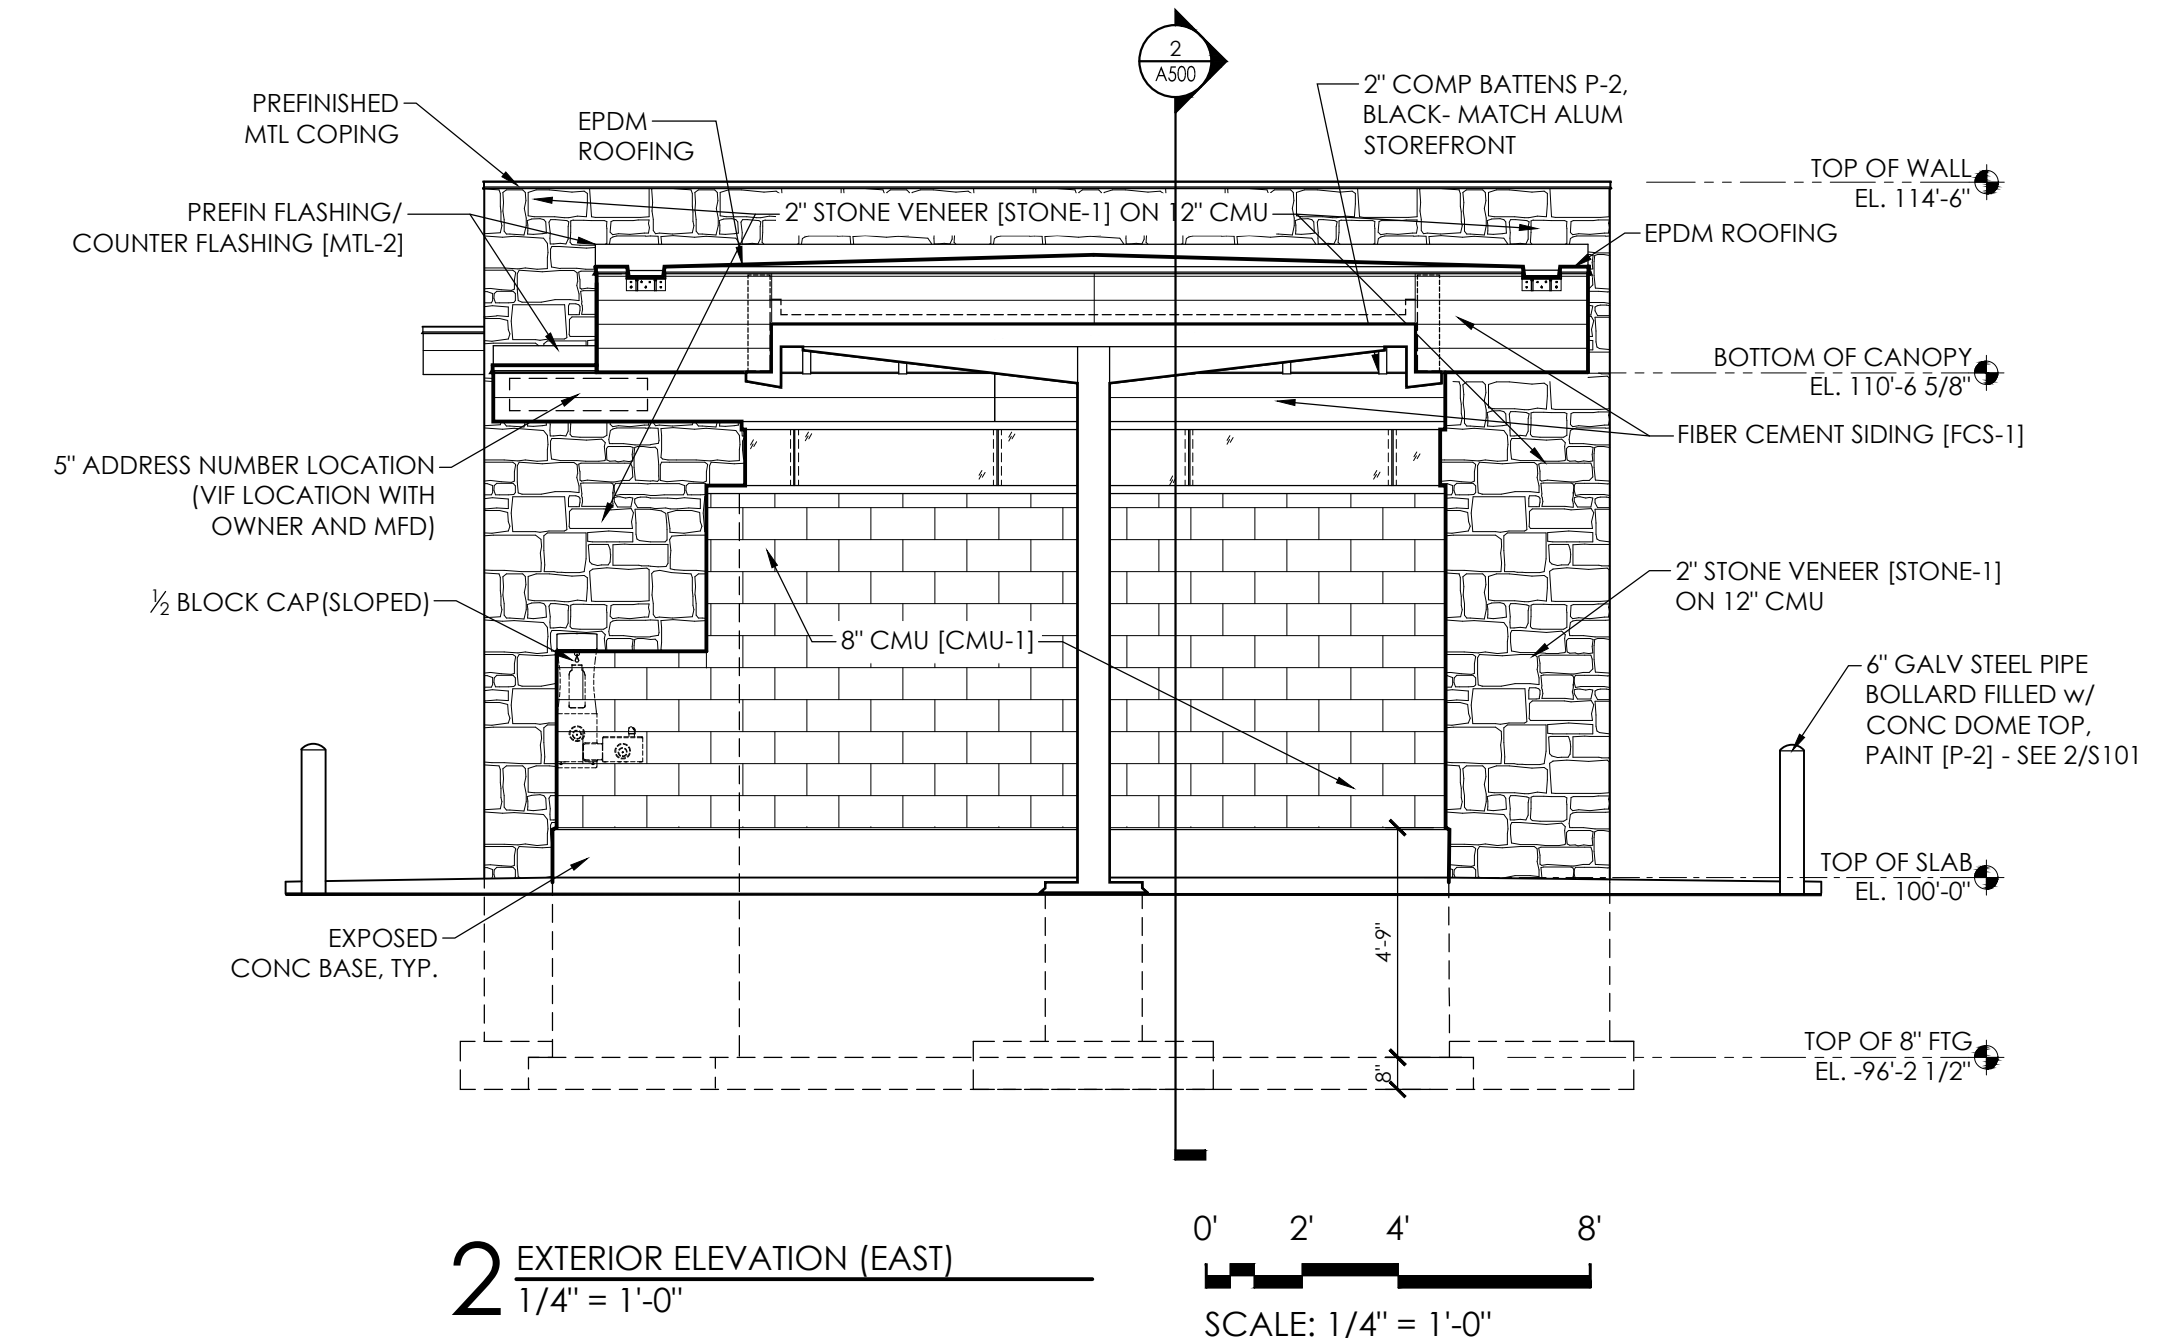 2
A500
PREFINISHED
MTL COPING
EPDM
ROOFING
2" COMP BATTENS P-2,
BLACK- MATCH ALUM
STOREFRONT
TOP OF WALL
EL. 114'-6"
PREFIN FLASHING/
COUNTER FLASHING [MTL-2]
2" STONE VENEER [STONE-1] ON 12" CMU
EPDM ROOFING
BOTTOM OF CANOPY
EL. 110'-6 5/8"
FIBER CEMENT SIDING [FCS-1]
5" ADDRESS NUMBER LOCATION
(VIF LOCATION WITH
OWNER AND MFD)
2" STONE VENEER [STONE-1]
ON 12" CMU
½ BLOCK CAP(SLOPED)
8" CMU [CMU-1]
6" GALV STEEL PIPE
BOLLARD FILLED w/
CONC DOME TOP,
PAINT [P-2] - SEE 2/S101
TOP OF SLAB
EL. 100'-0"
EXPOSED
CONC BASE, TYP.
4'-9"
TOP OF 8" FTG
EL. -96'-2 1/2"
8"
2 EXTERIOR ELEVATION (EAST)
1/4" = 1'-0"
0' 2' 4' 8'
SCALE: 1/4" = 1'-0"